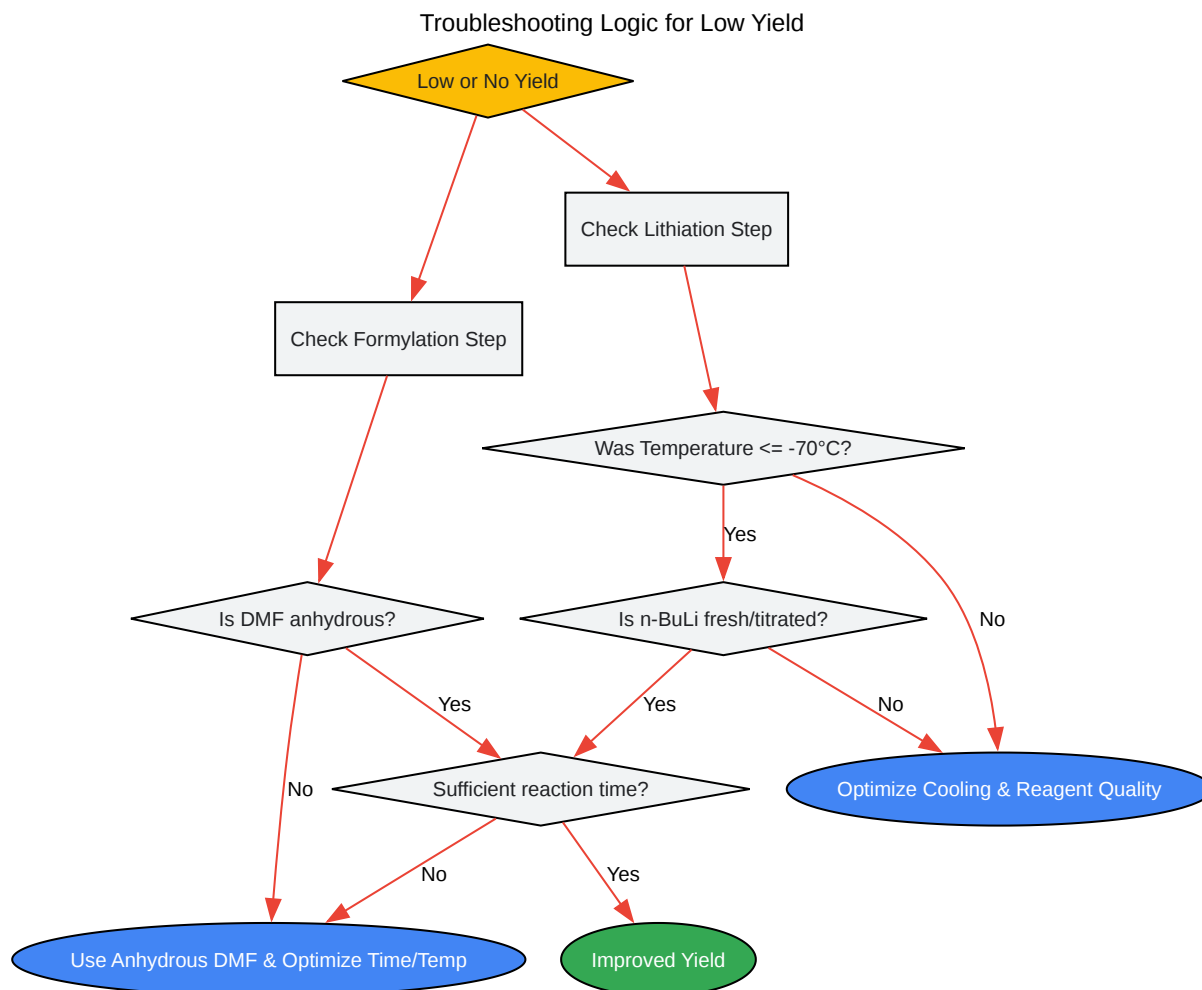 Troubleshooting Logic for Low Yield
Low or No Yield
Check Lithiation Step
Check Formylation Step
Was Temperature <= -70°C?
Yes
Is DMF anhydrous?
Is n-BuLi fresh/titrated?
No
Yes
Yes
No
Sufficient reaction time?
Optimize Cooling & Reagent Quality
No
No
Yes
Use Anhydrous DMF & Optimize Time/Temp
Improved Yield